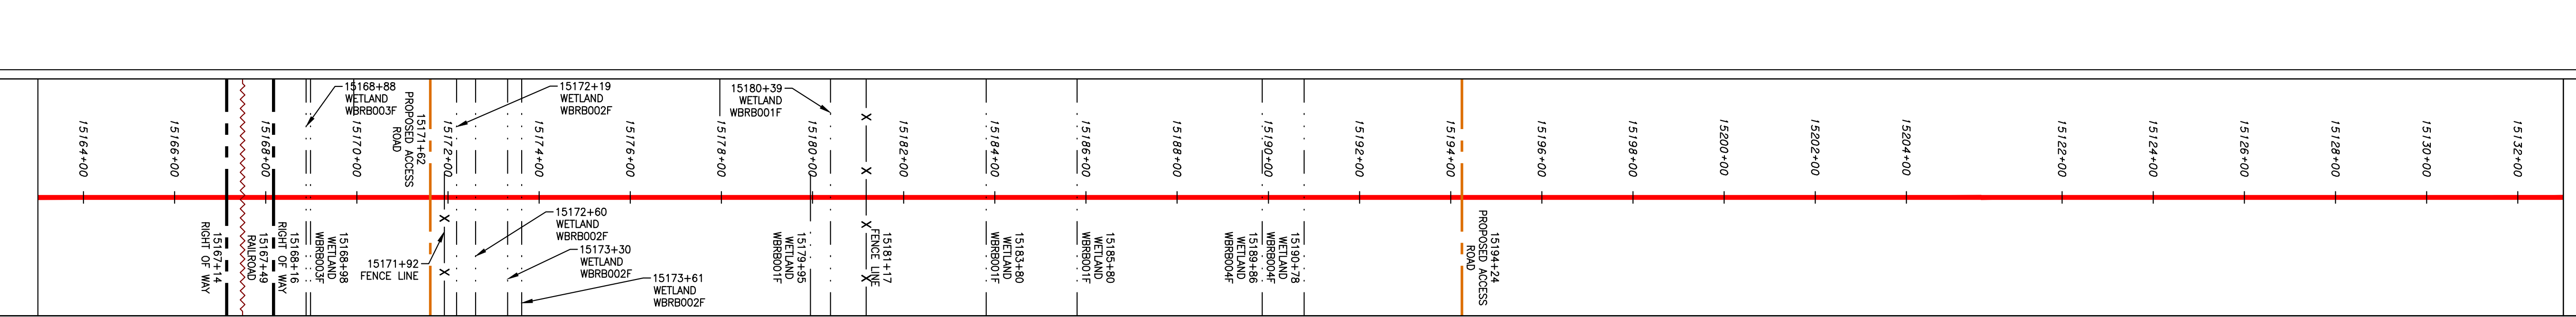 15168+88
WETLAND
WBRB003F
15171+62
PROPOSED ACCESS
ROAD
15172+19
WETLAND
WBRB002F
15180+39
WETLAND
WBRB001F
15164+00
15166+00
15168+00
15170+00
15172+00
15174+00
15176+00
15178+00
15180+00
15182+00
15184+00
15186+00
15188+00
15190+00
15192+00
15194+00
15196+00
15198+00
15200+00
15202+00
15204+00
15122+00
15124+00
15126+00
15128+00
15130+00
15132+00
15167+14
RIGHT OF WAY
15167+49
RAILROAD
15168+16
RIGHT OF WAY
15168+98
WETLAND
WBRB003F
15171+92
FENCE LINE
15172+60
WETLAND
WBRB002F
15173+30
WETLAND
WBRB002F
15173+61
WETLAND
WBRB002F
15179+95
WETLAND
WBRB001F
15181+17
FENCE LINE
15183+80
WETLAND
WBRB001F
15185+80
WETLAND
WBRB001F
15189+86
WETLAND
WBRB004F
15190+78
WETLAND
WBRB004F
15194+24
PROPOSED ACCESS
ROAD